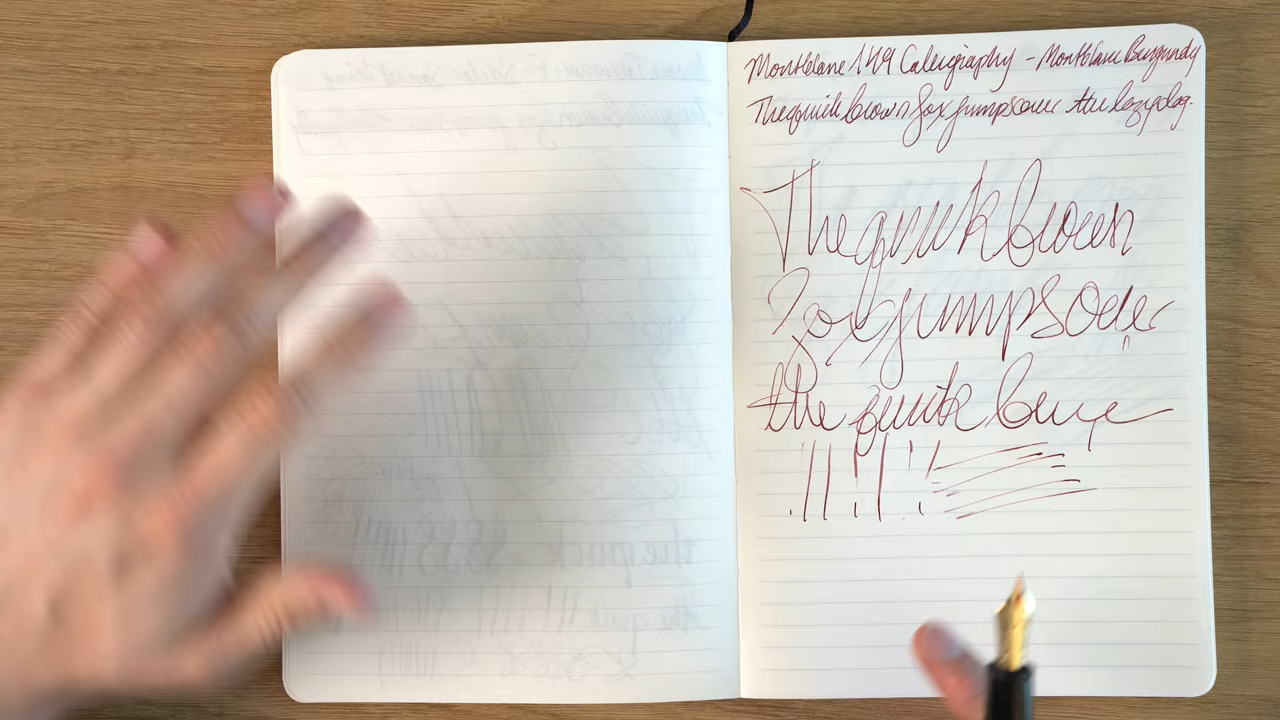 Montblanc 149 Calligraphy - Montblanc Burgundy
The quick brown fox jumps over the lazy dog.
The quick brown
fox jumps over
the quick